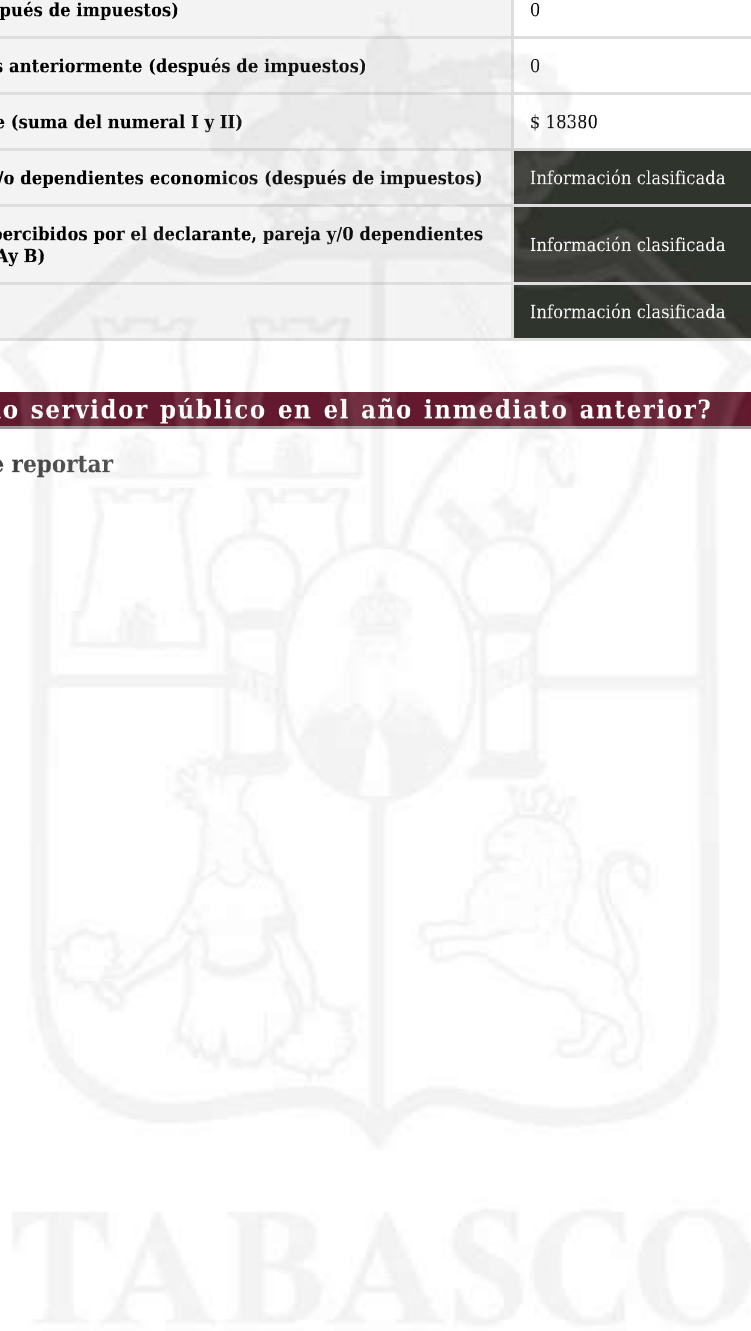 pués de impuestos)
0
s anteriormente (después de impuestos)
0
e (suma del numeral I y II)
$ 18380
/o dependientes economicos (después de impuestos)
Información clasificada
percibidos por el declarante, pareja y/0 dependientes
Ay B)
Información clasificada
Información clasificada
o servidor público en el año inmediato anterior?
e reportar
TABASCO